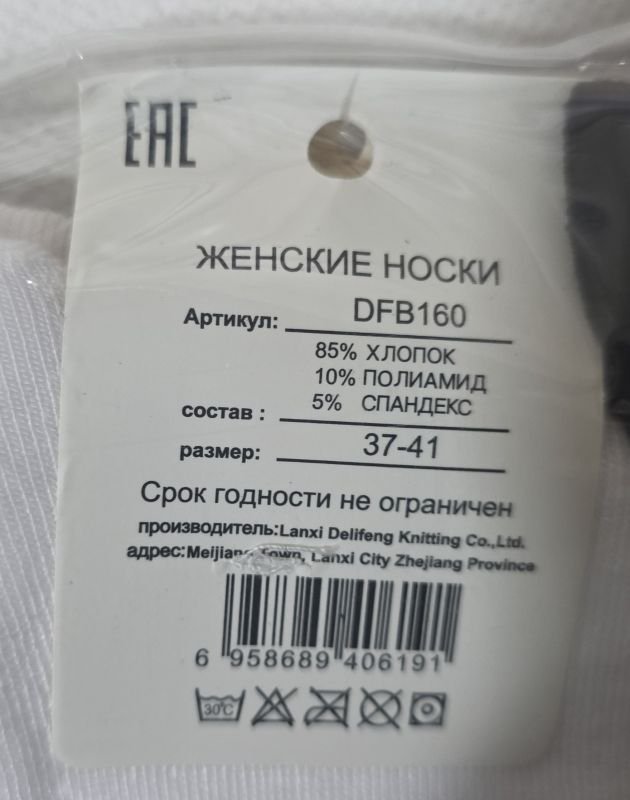 EAC
ЖЕНСКИЕ НОСКИ
Артикул: DFB160
85% ХЛОПОК
10% ПОЛИАМИД
состав : 5% СПАНДЕКС
размер: 37-41
Срок годности не ограничен
производитель:Lanxi Delifeng Knitting Co.,Ltd.
адрес:Meijiang Town, Lanxi City Zhejiang Province
6 958689 406191
30°C